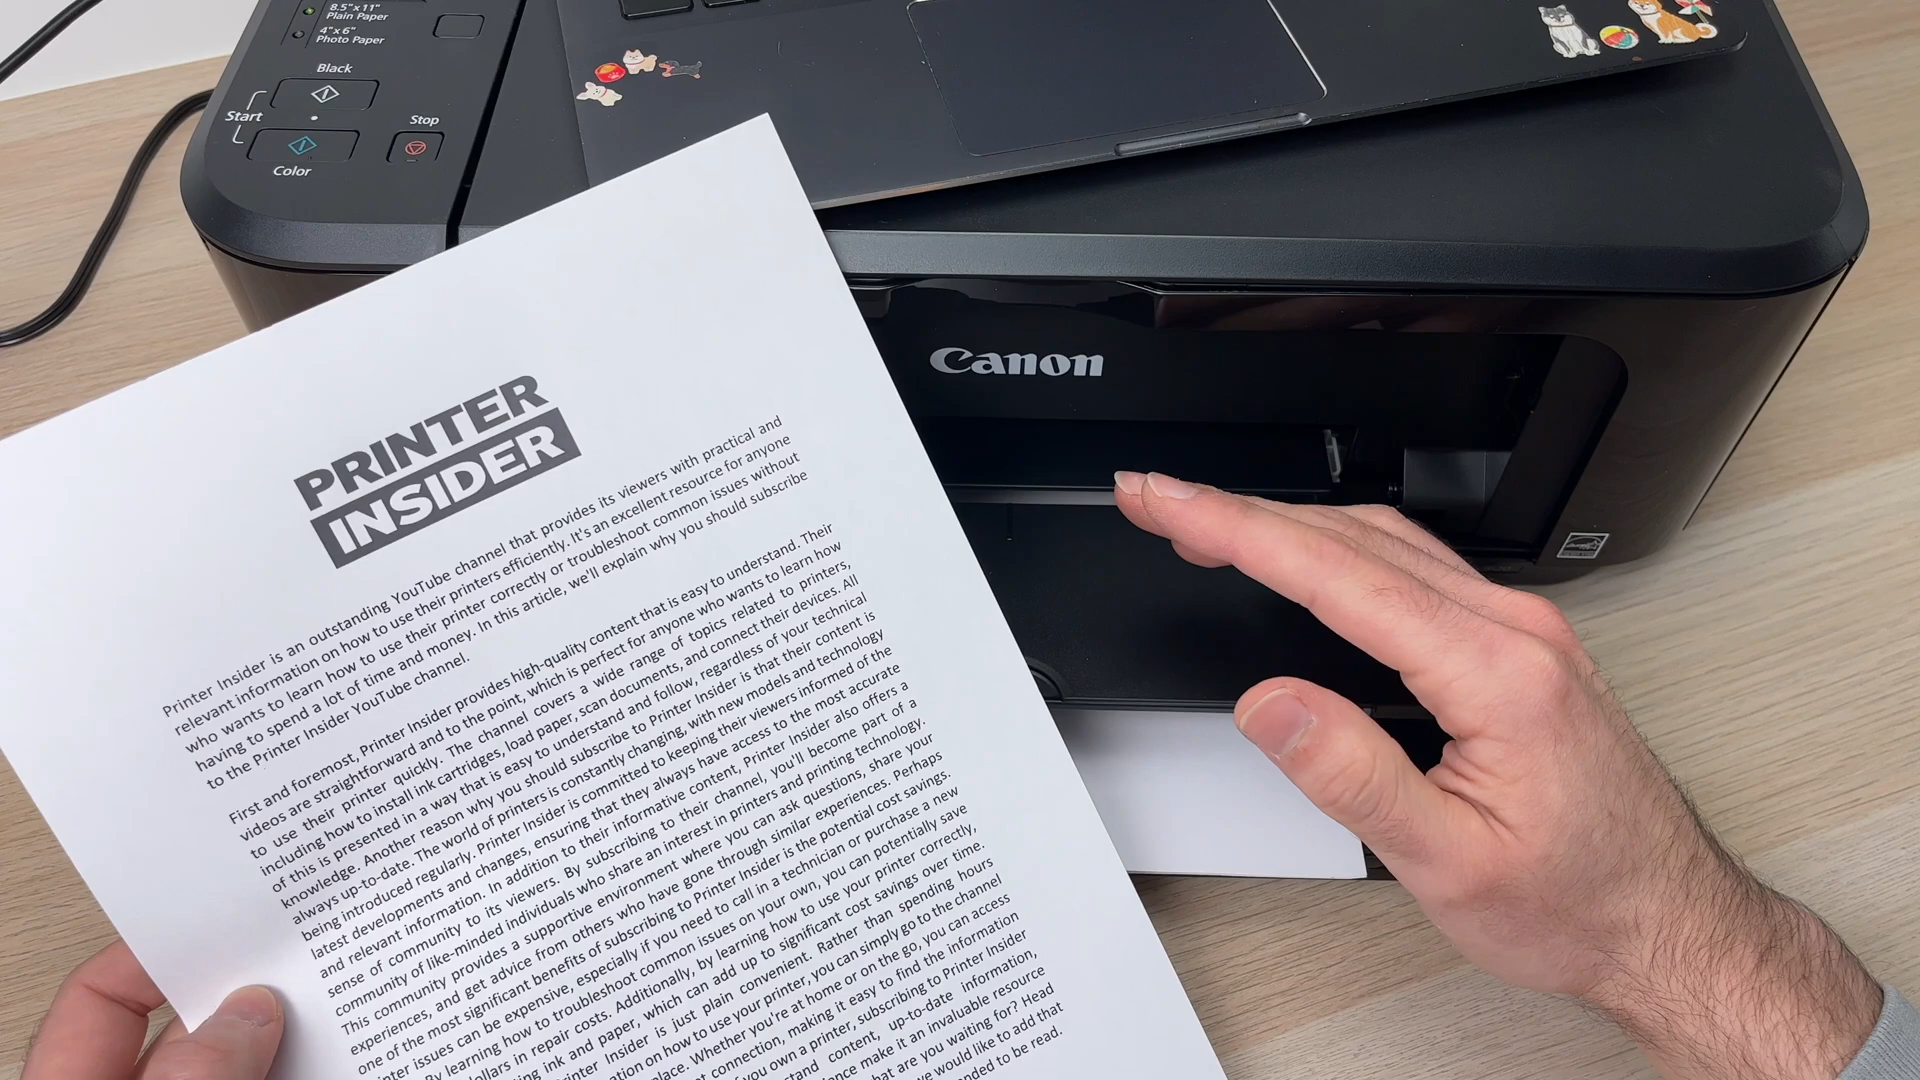 8.5"x11"
Plain Paper
4"x6"
Photo Paper
Black
Start
Stop
Color
Canon
PRINTER
INSIDER
Printer Insider is an outstanding YouTube channel that provides its viewers with practical and
relevant information on how to use their printers efficiently. It's an excellent resource for anyone
who wants to learn how to use their printer correctly or troubleshoot common issues without
having to spend a lot of time and money. In this article, we'll explain why you should subscribe
to the Printer Insider YouTube channel.
First and foremost, Printer Insider provides high-quality content that is easy to understand. Their
videos are straightforward and to the point, which is perfect for anyone who wants to learn how
to use their printer quickly. The channel covers a wide range of topics related to printers,
including how to install ink cartridges, load paper, scan documents, and connect their devices. All
of this is presented in a way that is easy to understand and follow, regardless of your technical
knowledge. Another reason why you should subscribe to Printer Insider is that their content is
always up-to-date. The world of printers is constantly changing, with new models and technology
being introduced regularly. Printer Insider is committed to keeping their viewers informed of the
latest developments and changes, ensuring that they always have access to the most accurate
and relevant information. In addition to their informative content, Printer Insider also offers a
sense of community to its viewers. By subscribing to their channel, you'll become part of a
community of like-minded individuals who share an interest in printers and printing technology.
This community provides a supportive environment where you can ask questions, share your
experiences, and get advice from others who have gone through similar experiences. Perhaps
one of the most significant benefits of subscribing to Printer Insider is the potential cost savings.
issues can be expensive, especially if you need to call in a technician or purchase a new
By learning how to troubleshoot common issues on your own, you can potentially save
dollars in repair costs. Additionally, by learning how to use your printer correctly,
ink and paper, which can add up to significant cost savings over time.
Insider is just plain convenient. Rather than spending hours
on how to use your printer, you can simply go to the channel
place. Whether you're at home or on the go, you can access
connection, making it easy to find the information
you own a printer, subscribing to Printer Insider
content, up-to-date information,
make it an invaluable resource
are you waiting for? Head
we would like to add that
to be read.